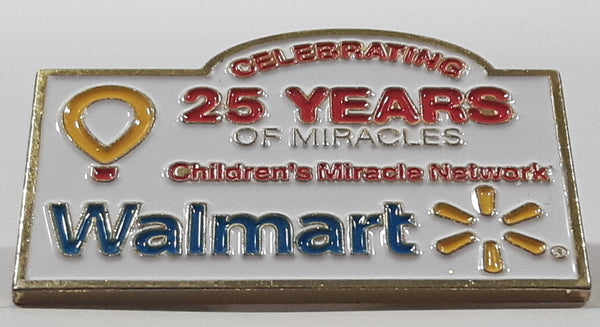 CELEBRATING
25 YEARS
OF MIRACLES
Children's Miracle Network
Walmart ®